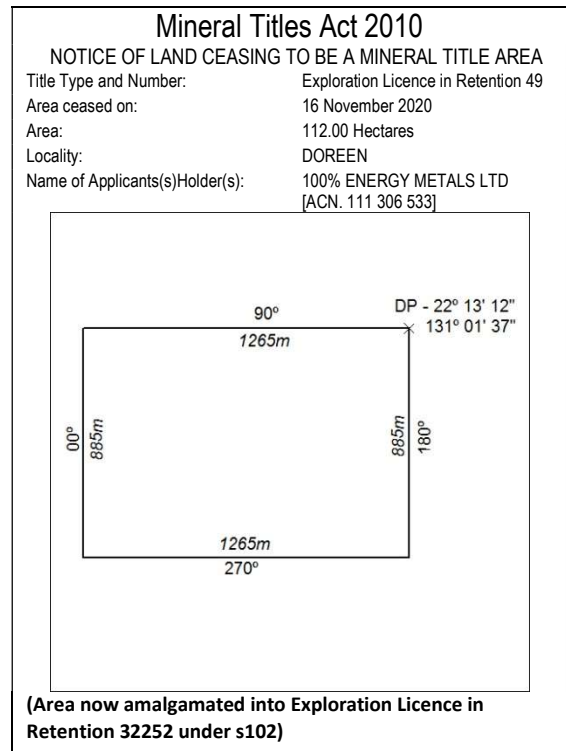 Mineral Titles Act 2010
NOTICE OF LAND CEASING TO BE A MINERAL TITLE AREA
Title Type and Number: Exploration Licence in Retention 49
Area ceased on: 16 November 2020
Area: 112.00 Hectares
Locality: DOREEN
Name of Applicants(s)Holder(s): 100% ENERGY METALS LTD
[ACN. 111 306 533]
90º DP - 22º 13' 12"
1265m 131º 01' 37"
00º 885m 885m 180º
1265m
270º
(Area now amalgamated into Exploration Licence in
Retention 32252 under s102)